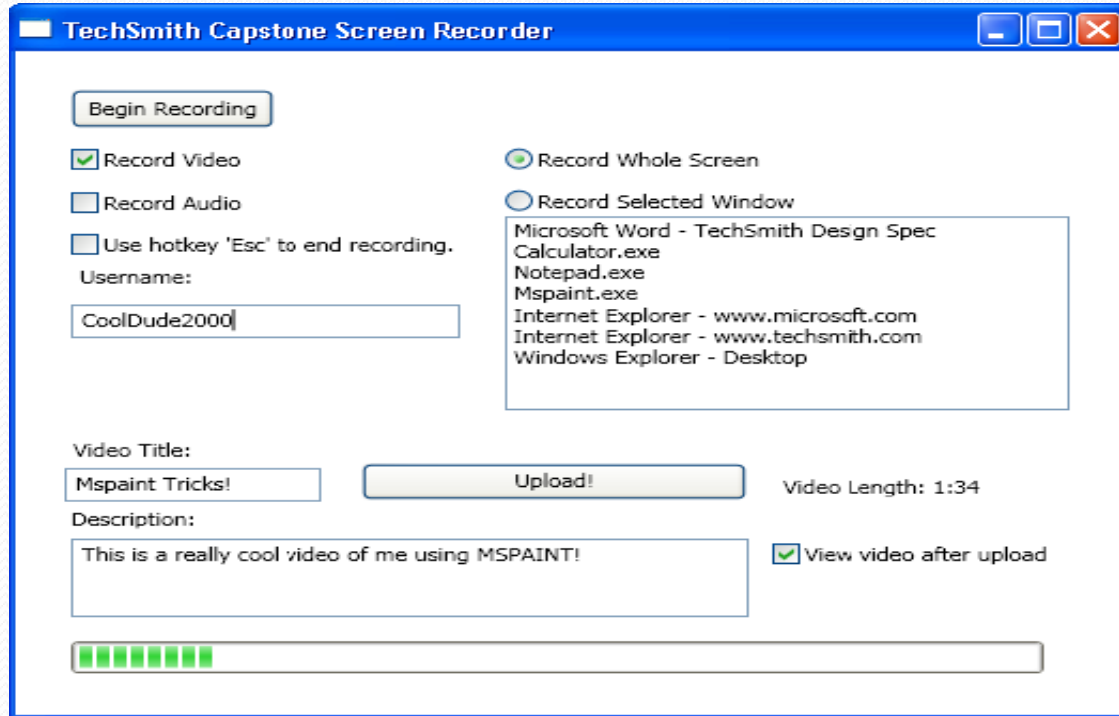 TechSmith Capstone Screen Recorder
Begin Recording
Record Video
Record Audio
Use hotkey 'Esc' to end recording.
Username:
CoolDude2000
Record Whole Screen
Record Selected Window
Microsoft Word - TechSmith Design Spec
Calculator.exe
Notepad.exe
Mspaint.exe
Internet Explorer - www.microsoft.com
Internet Explorer - www.techsmith.com
Windows Explorer - Desktop
Video Title:
Mspaint Tricks!
Upload!
Video Length: 1:34
Description:
This is a really cool video of me using MSPAINT!
View video after upload